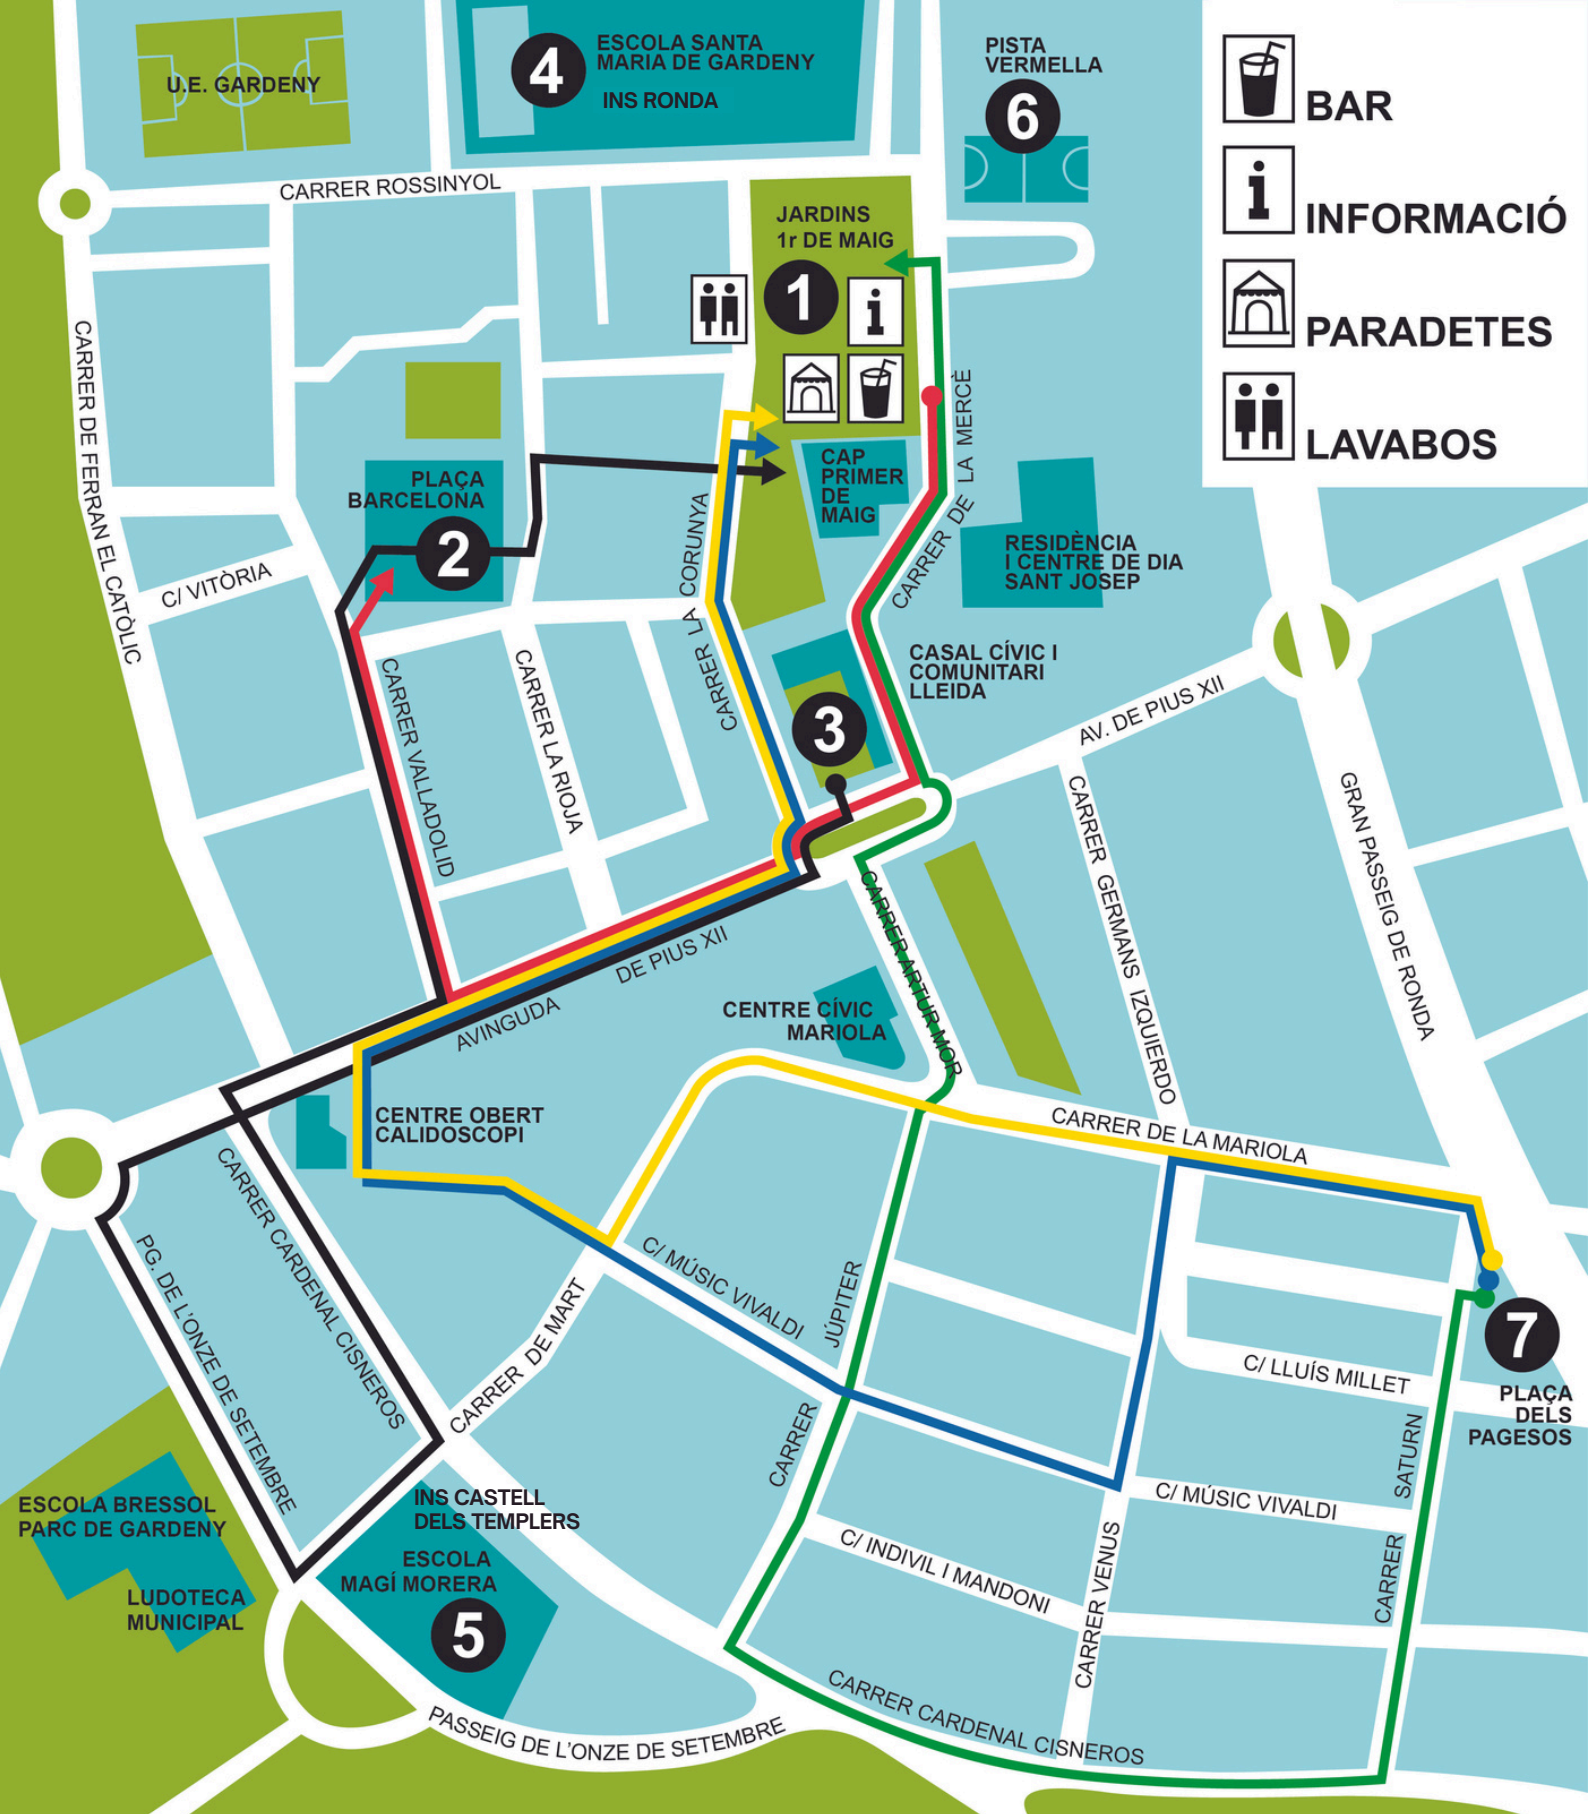 U.E. GARDENY
4
ESCOLA SANTA
MARIA DE GARDENY
INS RONDA
PISTA
VERMELLA
6
BAR
INFORMACIÓ
PARADETES
LAVABOS
CARRER ROSSINYOL
JARDINS
1r DE MAIG
1
i
i
CARRER DE FERRAN EL CATÒLIC
PLAÇA
BARCELONA
2
C/ VITÒRIA
CAP
PRIMER
DE
MAIG
CARRER DE LA MERCÈ
CARRER LA CORUNYA
RESIDÈNCIA
I CENTRE DE DIA
SANT JOSEP
CASAL CÍVIC I
COMUNITARI
LLEIDA
3
CARRER VALLADOLID
CARRER LA RIOJA
AV. DE PIUS XII
CARRER GERMANS IZQUIERDO
GRAN PASSEIG DE RONDA
AVINGUDA DE PIUS XII
CARRER ARTUR MOR
CENTRE CÍVIC
MARIOLA
CENTRE OBERT
CALIDOSCOPI
CARRER DE LA MARIOLA
CARRER CARDENAL CISNEROS
PG. DE L'ONZE DE SETEMBRE
CARRER DE MART
C/ MÚSIC VIVALDI
CARRER JÚPITER
7
PLAÇA
DELS
PAGESOS
C/ LLUÍS MILLET
C/ MÚSIC VIVALDI
CARRER SATURN
C/ INDIVIL I MANDONI
CARRER VENUS
ESCOLA BRESSOL
PARC DE GARDENY
LUDOTECA
MUNICIPAL
INS CASTELL
DELS TEMPLERS
ESCOLA
MAGÍ MORERA
5
PASSEIG DE L'ONZE DE SETEMBRE
CARRER CARDENAL CISNEROS